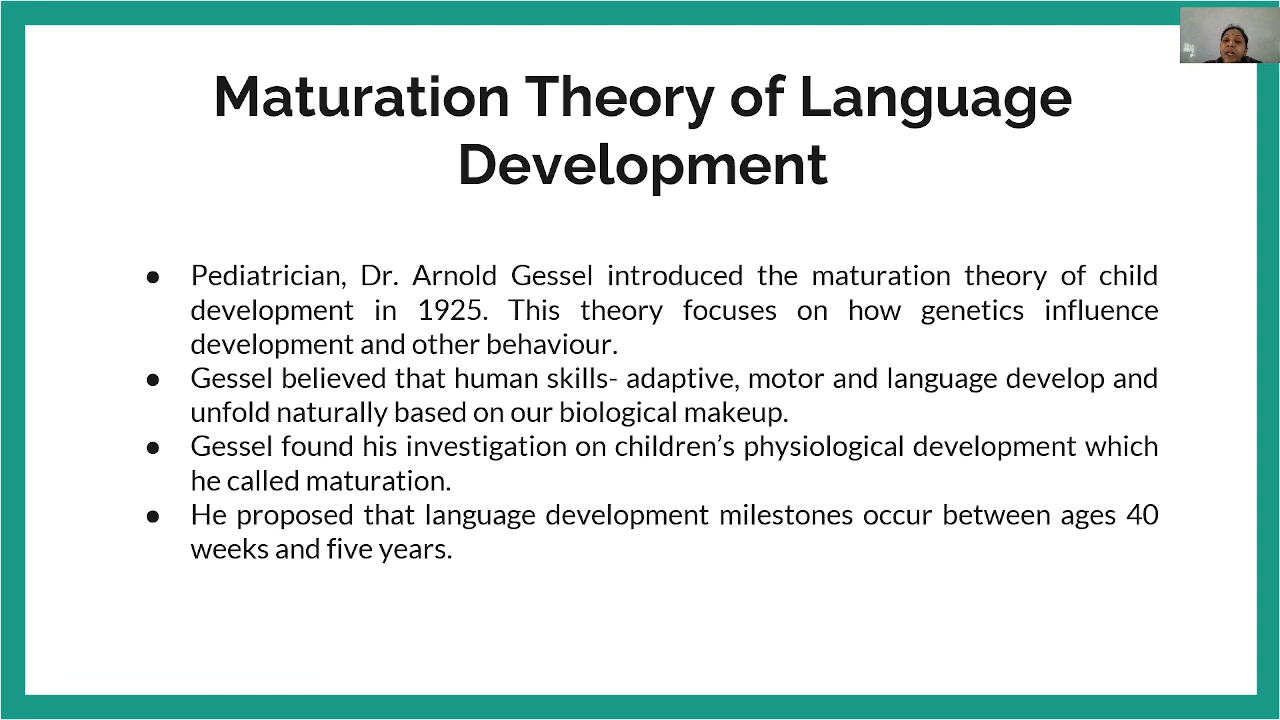 Maturation Theory of Language
Development
● Pediatrician, Dr. Arnold Gessel introduced the maturation theory of child
development in 1925. This theory focuses on how genetics influence
development and other behaviour.
● Gessel believed that human skills- adaptive, motor and language develop and
unfold naturally based on our biological makeup.
● Gessel found his investigation on children’s physiological development which
he called maturation.
● He proposed that language development milestones occur between ages 40
weeks and five years.